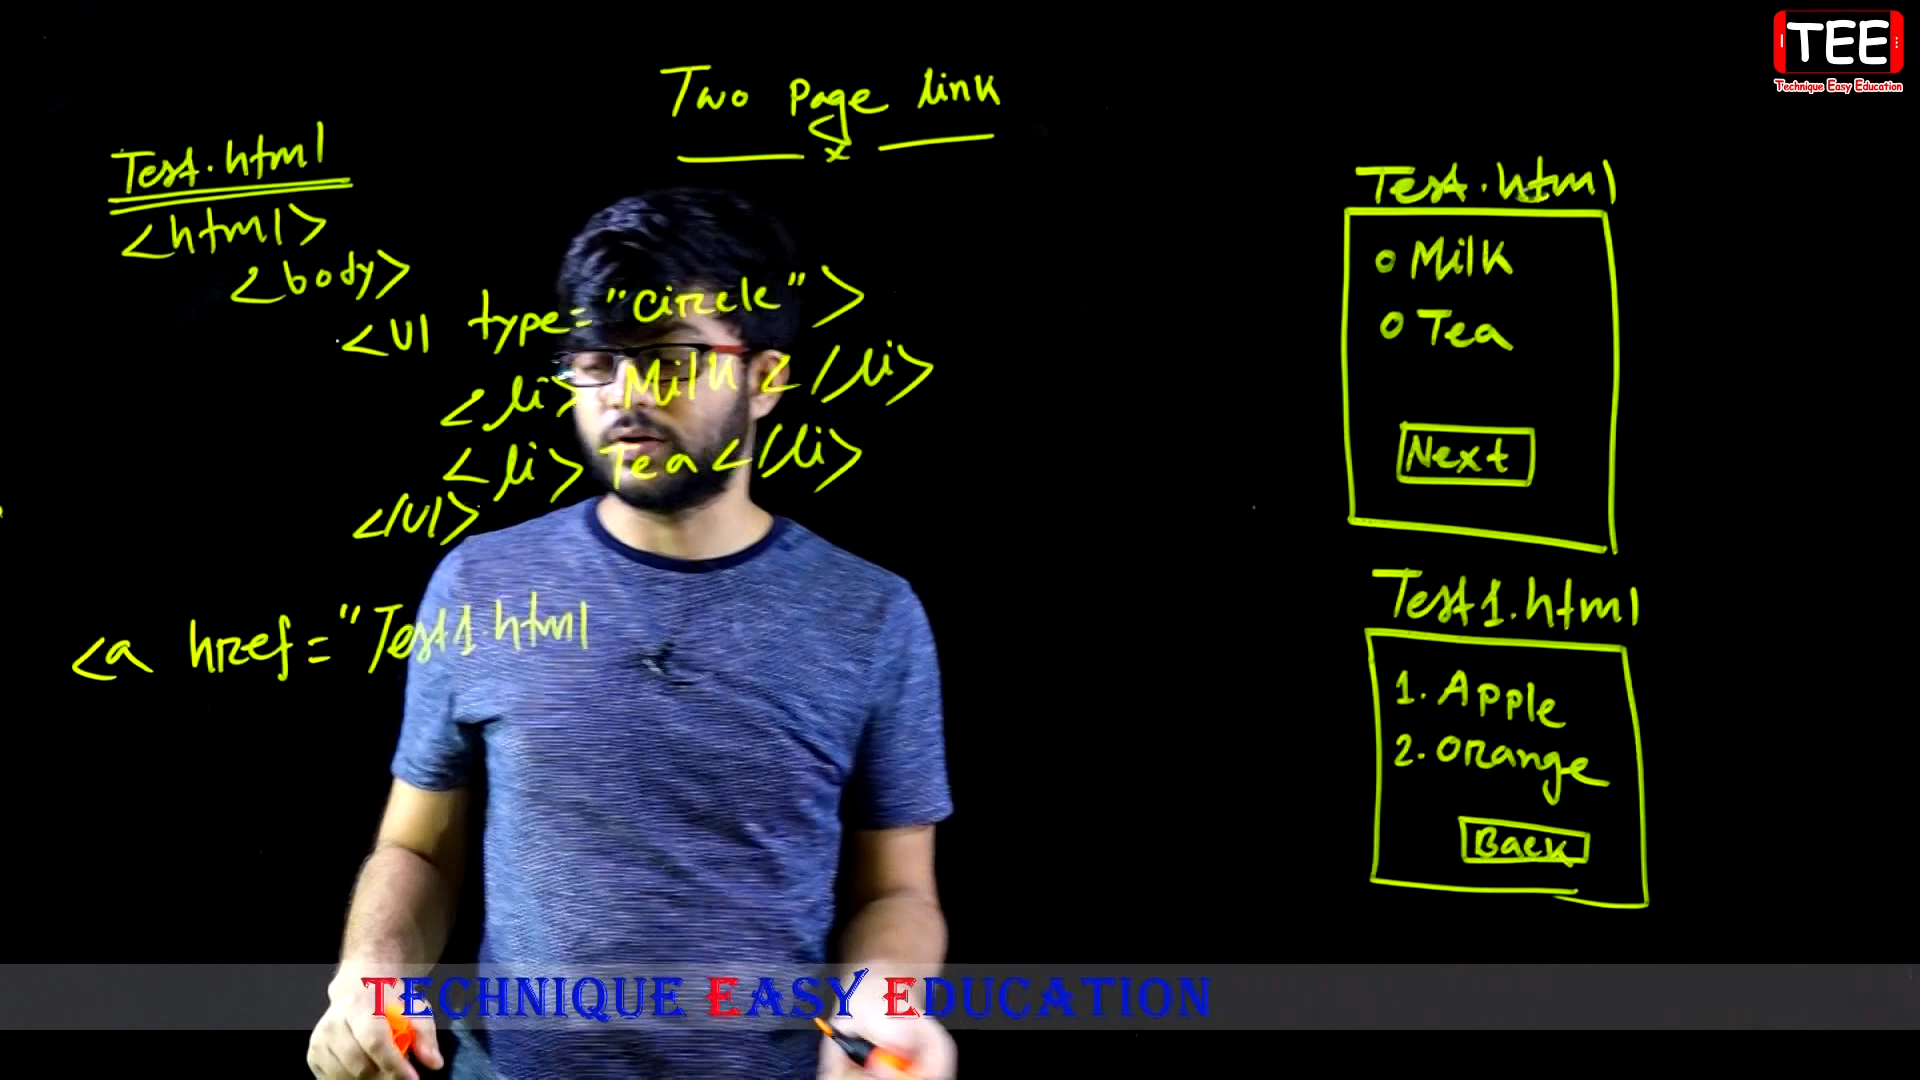 TEE
Technique Easy Education
Two Page link
x
Test.html
<html>
<body>
<ul type="circle">
<li> Milk </li>
<li> Tea </li>
</ul>
<a href="Test1.html
Test.html
o Milk
o Tea
Next
Test1.html
1. Apple
2. Orange
Back
TECHNIQUE EASY EDUCATION